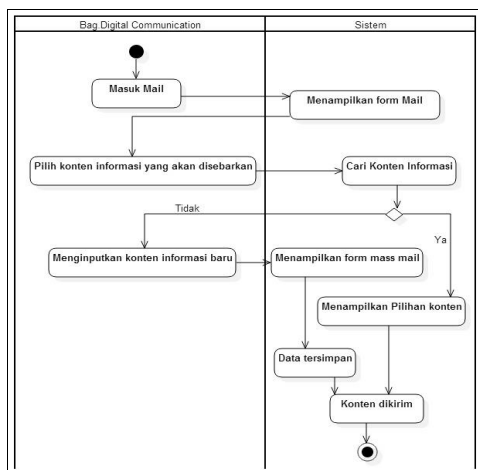 Bag.Digital Communication
Sistem
Masuk Mail
Menampilkan form Mail
Pilih konten informasi yang akan disebarkan
Cari Konten Informasi
Tidak
Ya
Menginputkan konten informasi baru
Menampilkan form mass mail
Menampilkan Pilihan konten
Data tersimpan
Konten dikirim